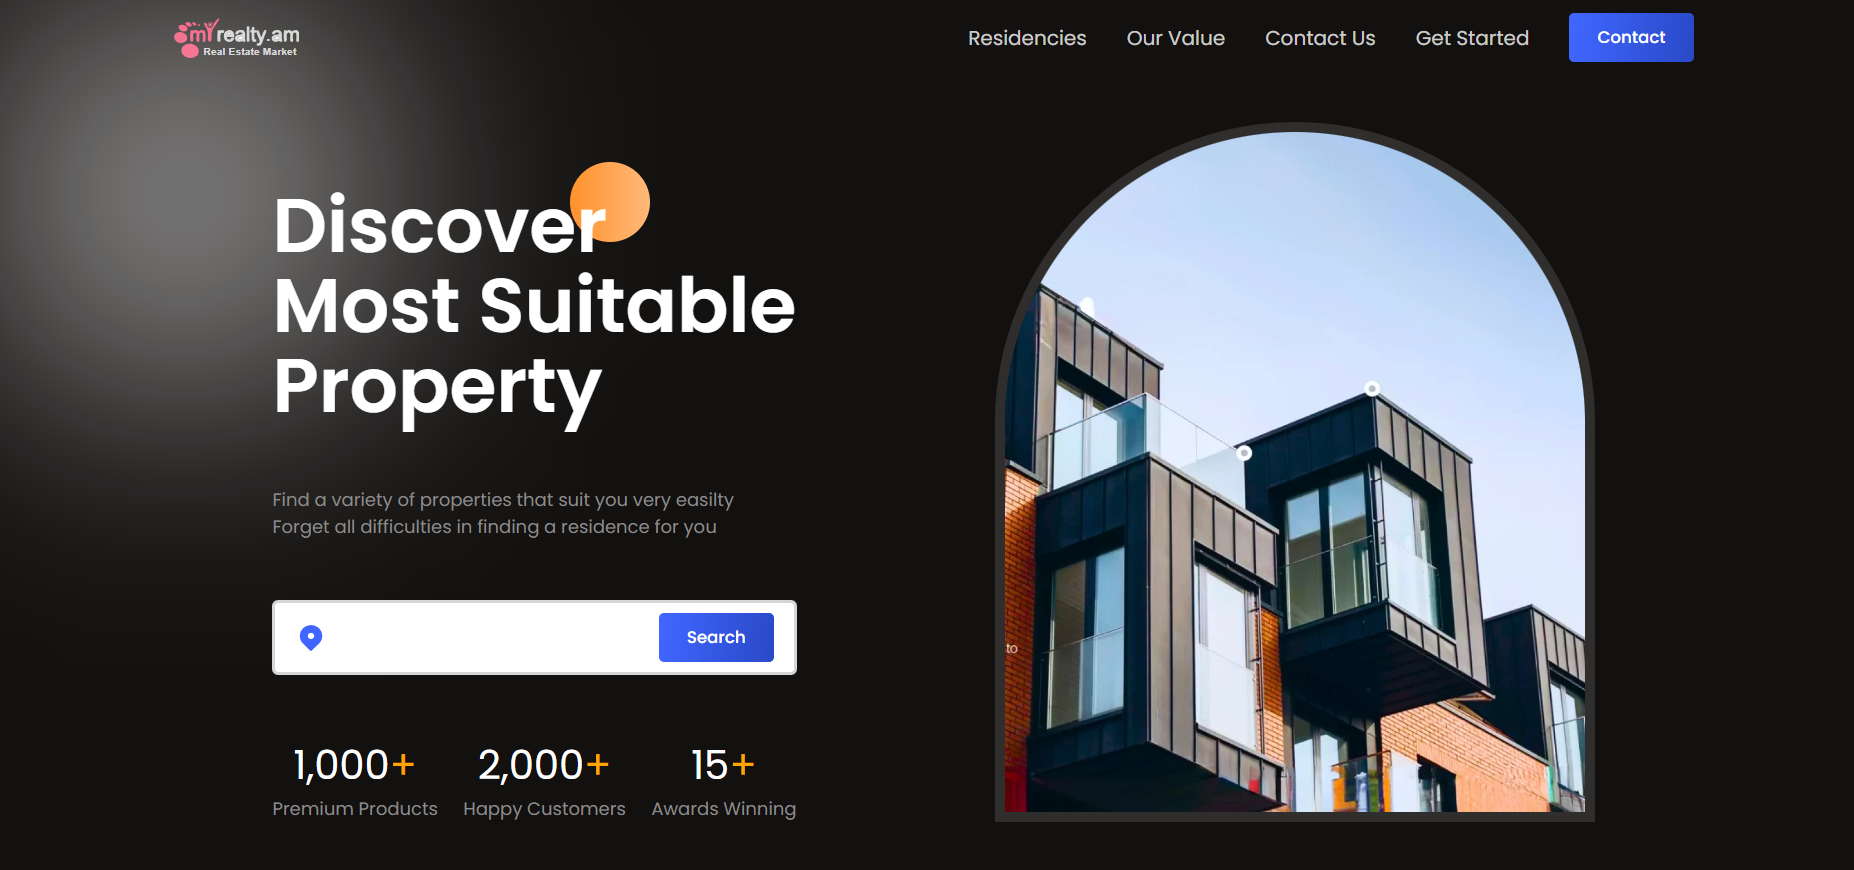 myrealty.am
Real Estate Market
Residencies
Our Value
Contact Us
Get Started
Contact
Discover
Most Suitable
Property
Find a variety of properties that suit you very easilty
Forget all difficulties in finding a residence for you
Search
1,000+
2,000+
15+
Premium Products
Happy Customers
Awards Winning
to